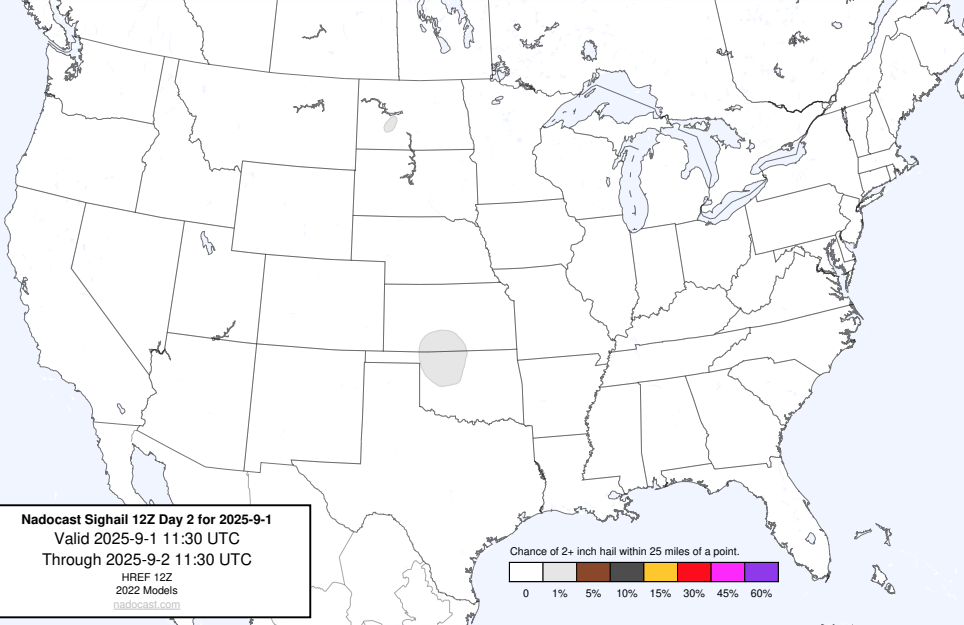 Nadocast Sighail 12Z Day 2 for 2025-9-1
Valid 2025-9-1 11:30 UTC
Through 2025-9-2 11:30 UTC
HREF 12Z
2022 Models
nadocast.com
Chance of 2+ inch hail within 25 miles of a point.
0 1% 5% 10% 15% 30% 45% 60%